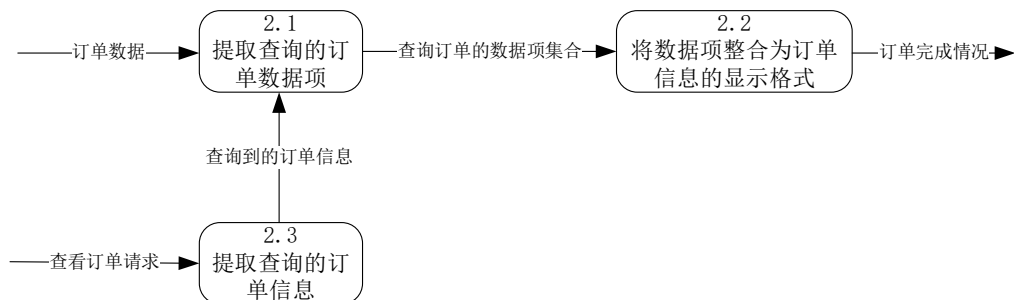 订单数据
2.1
提取查询的订
单数据项
查询订单的数据项集合
2.2
将数据项整合为订单
信息的显示格式
订单完成情况
查询到的订单信息
查看订单请求
2.3
提取查询的订
单信息